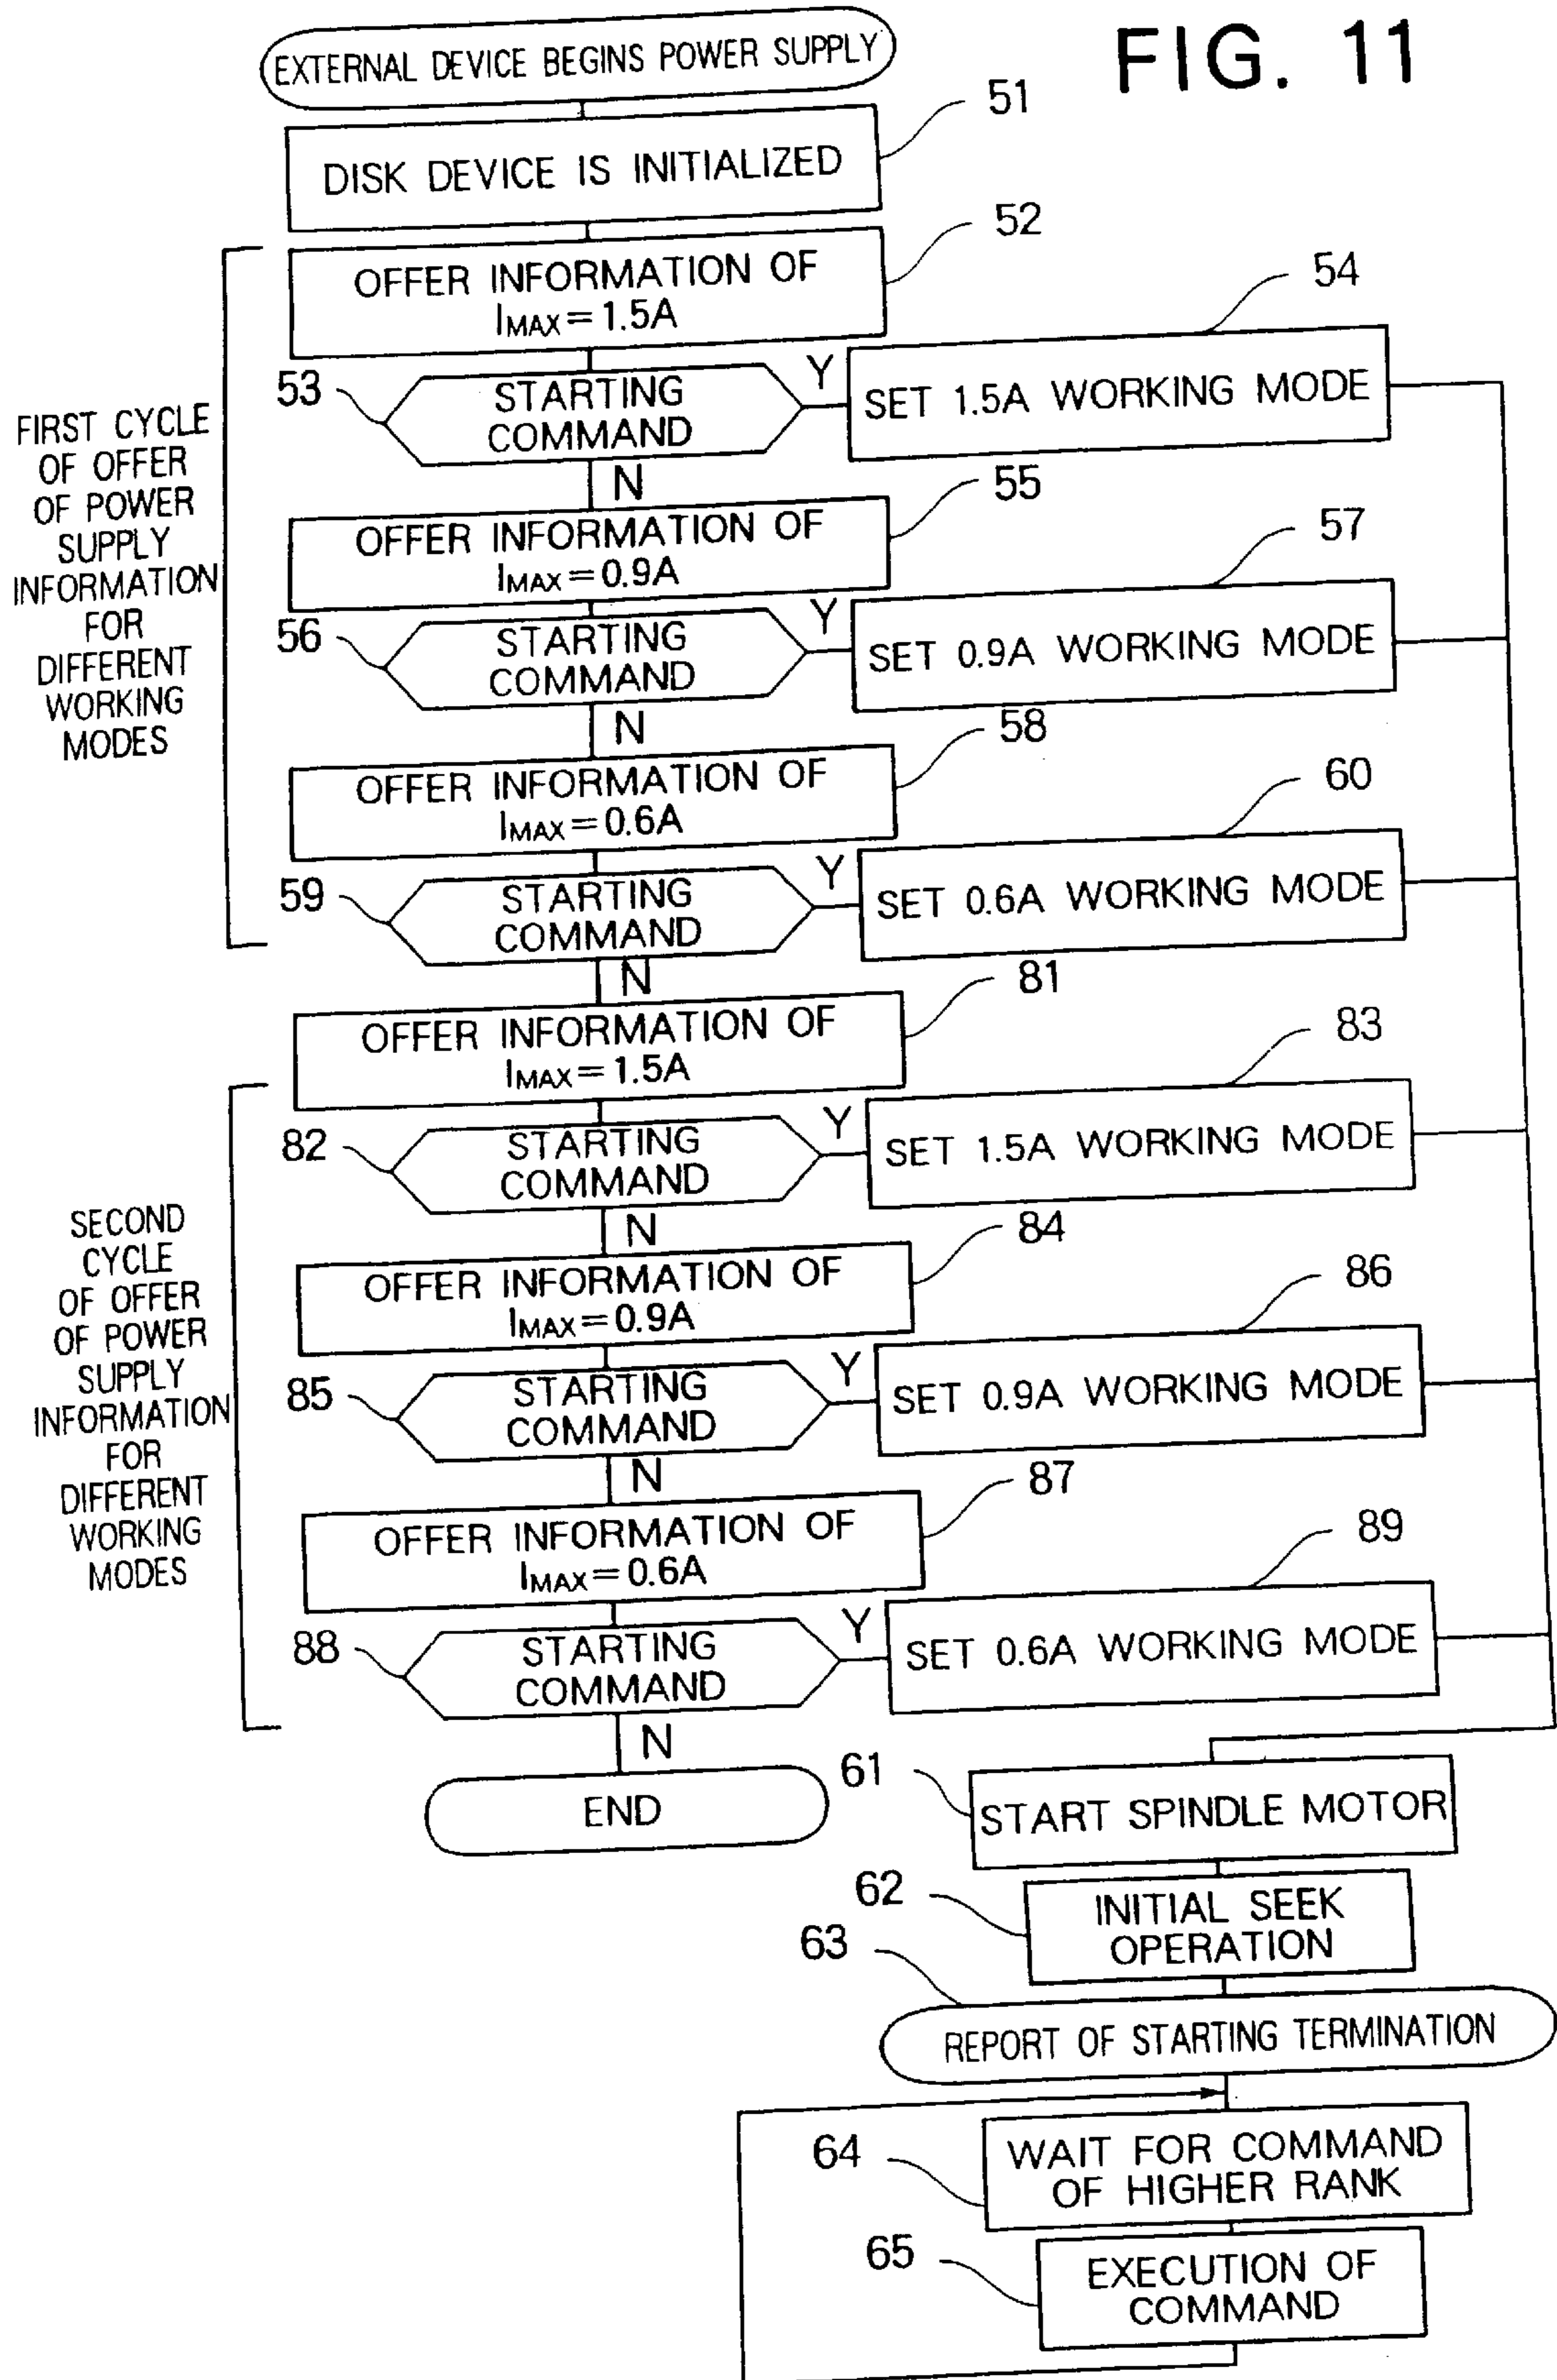 FIG. 11
EXTERNAL DEVICE BEGINS POWER SUPPLY
51
DISK DEVICE IS INITIALIZED
52
OFFER INFORMATION OF
IMAX = 1.5A
54
53
STARTING
COMMAND
Y
SET 1.5A WORKING MODE
N
FIRST CYCLE
OF OFFER
OF POWER
SUPPLY
INFORMATION
FOR
DIFFERENT
WORKING
MODES
55
OFFER INFORMATION OF
IMAX = 0.9A
57
56
STARTING
COMMAND
Y
SET 0.9A WORKING MODE
N
58
OFFER INFORMATION OF
IMAX = 0.6A
60
59
STARTING
COMMAND
Y
SET 0.6A WORKING MODE
N
81
OFFER INFORMATION OF
IMAX = 1.5A
83
82
STARTING
COMMAND
Y
SET 1.5A WORKING MODE
N
SECOND
CYCLE
OF OFFER
OF POWER
SUPPLY
INFORMATION
FOR
DIFFERENT
WORKING
MODES
84
OFFER INFORMATION OF
IMAX = 0.9A
86
85
STARTING
COMMAND
Y
SET 0.9A WORKING MODE
N
87
OFFER INFORMATION OF
IMAX = 0.6A
89
88
STARTING
COMMAND
Y
SET 0.6A WORKING MODE
N
END
61
START SPINDLE MOTOR
62
INITIAL SEEK
OPERATION
63
REPORT OF STARTING TERMINATION
64
WAIT FOR COMMAND
OF HIGHER RANK
65
EXECUTION OF
COMMAND